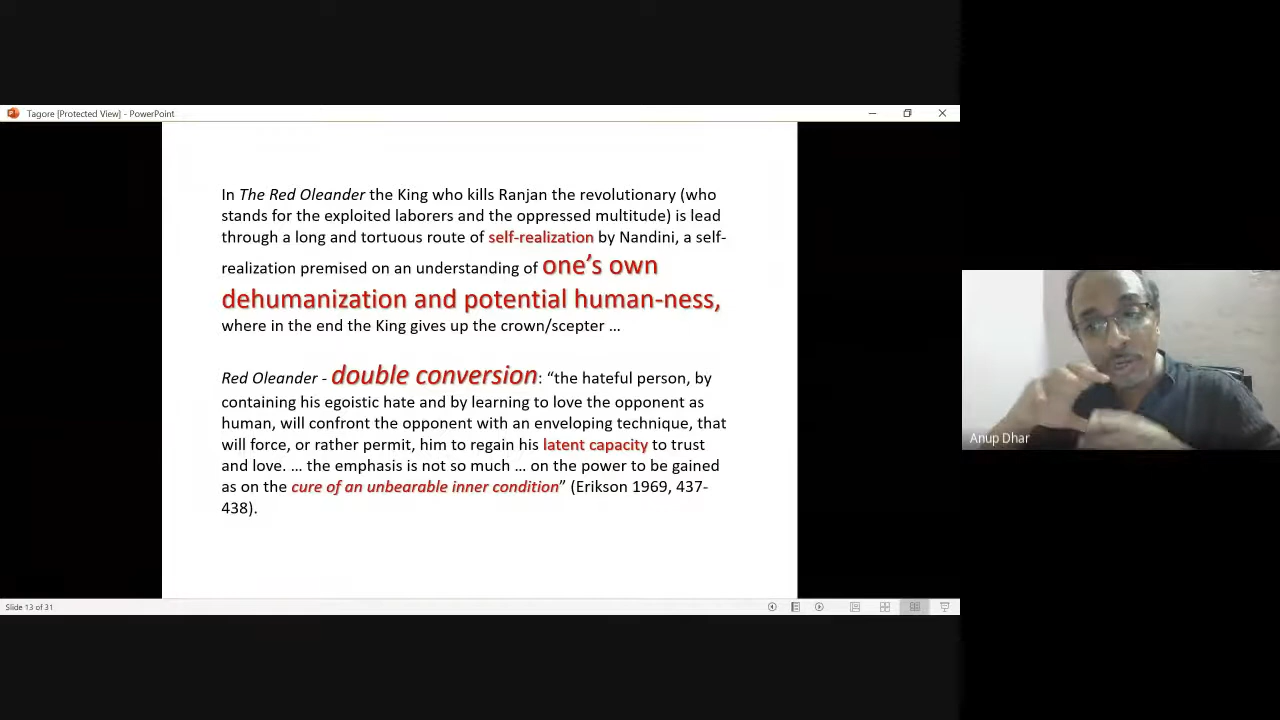 Tagore [Protected View] - PowerPoint
In The Red Oleander the King who kills Ranjan the revolutionary (who
stands for the exploited laborers and the oppressed multitude) is lead
through a long and tortuous route of self-realization by Nandini, a self-
realization premised on an understanding of one's own
dehumanization and potential human-ness,
where in the end the King gives up the crown/scepter ...
Red Oleander - double conversion: “the hateful person, by
containing his egoistic hate and by learning to love the opponent as
human, will confront the opponent with an enveloping technique, that
will force, or rather permit, him to regain his latent capacity to trust
and love. ... the emphasis is not so much ... on the power to be gained
as on the cure of an unbearable inner condition” (Erikson 1969, 437-
438).
Anup Dhar
Slide 13 of 31